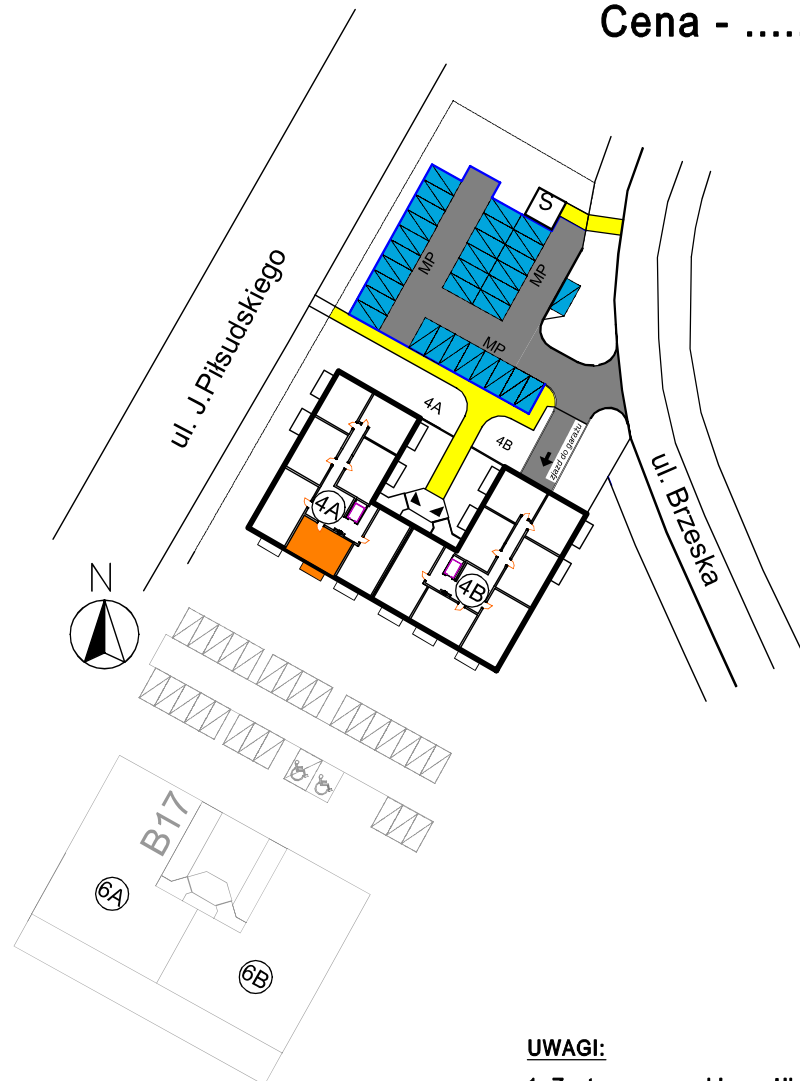 Cena - .....
S
MP
MP
MP
ul. J.Piłsudskiego
4A
4B
zjazd do garażu
ul. Brzeska
4A
4B
N
B17
6A
6B
UWAGI: